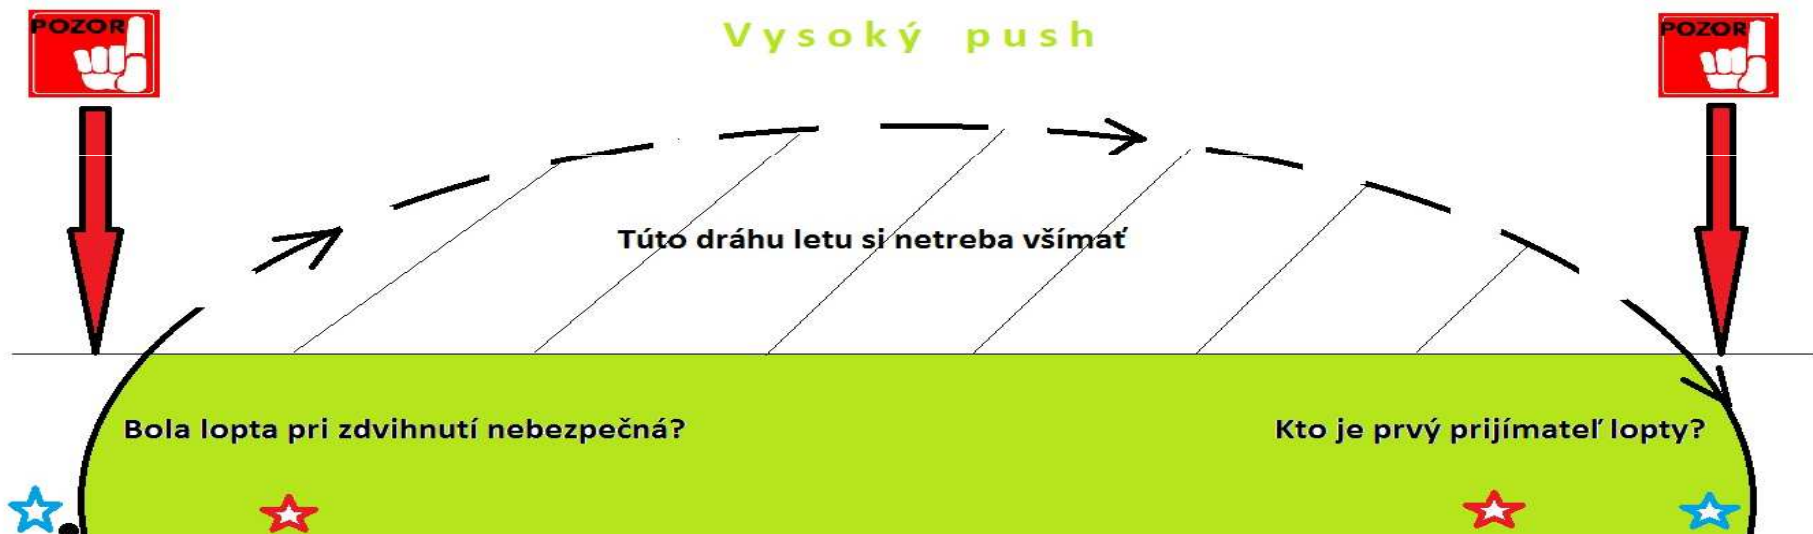 POZOR
Vysoký push
POZOR
Túto dráhu letu si netreba všímať
Bola lopta pri zdvihnutí nebezpečná?
Kto je prvý prijímateľ lopty?